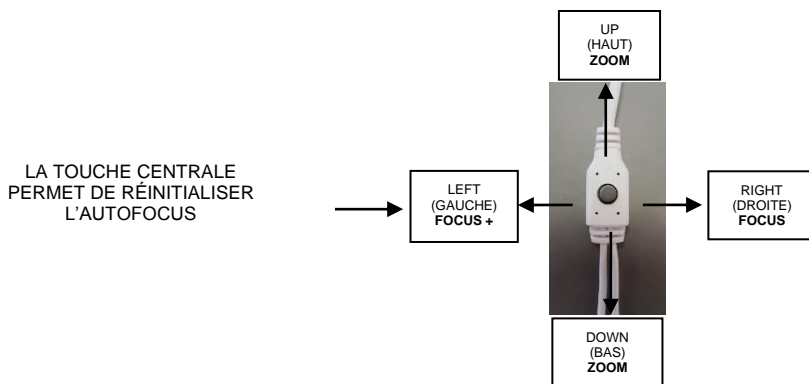 UP
(HAUT)
ZOOM
LA TOUCHE CENTRALE
PERMET DE RÉINITIALISER
L'AUTOFOCUS
LEFT
(GAUCHE)
FOCUS +
RIGHT
(DROITE)
FOCUS
DOWN
(BAS)
ZOOM